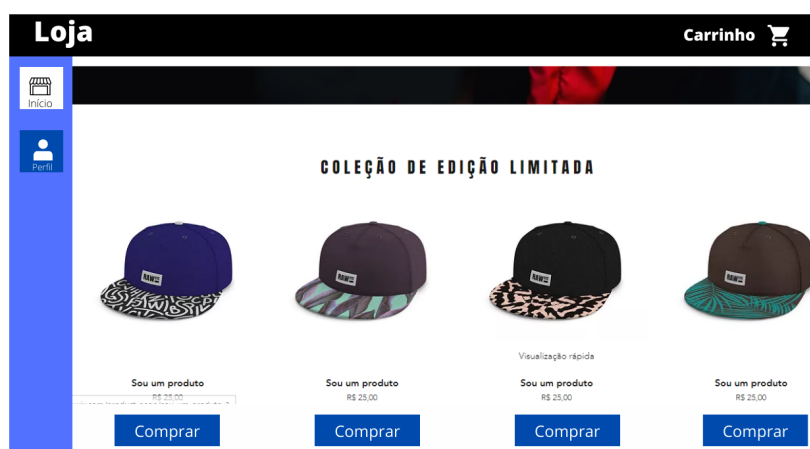 Loja
Carrinho
Início
Perfil
COLEÇÃO DE EDIÇÃO LIMITADA
RAW
RAW
RAW
RAW
Visualização rápida
Sou um produto
Sou um produto
Sou um produto
Sou um produto
R$ 25,00
R$ 25,00
R$ 25,00
R$ 25,00
Comprar
Comprar
Comprar
Comprar